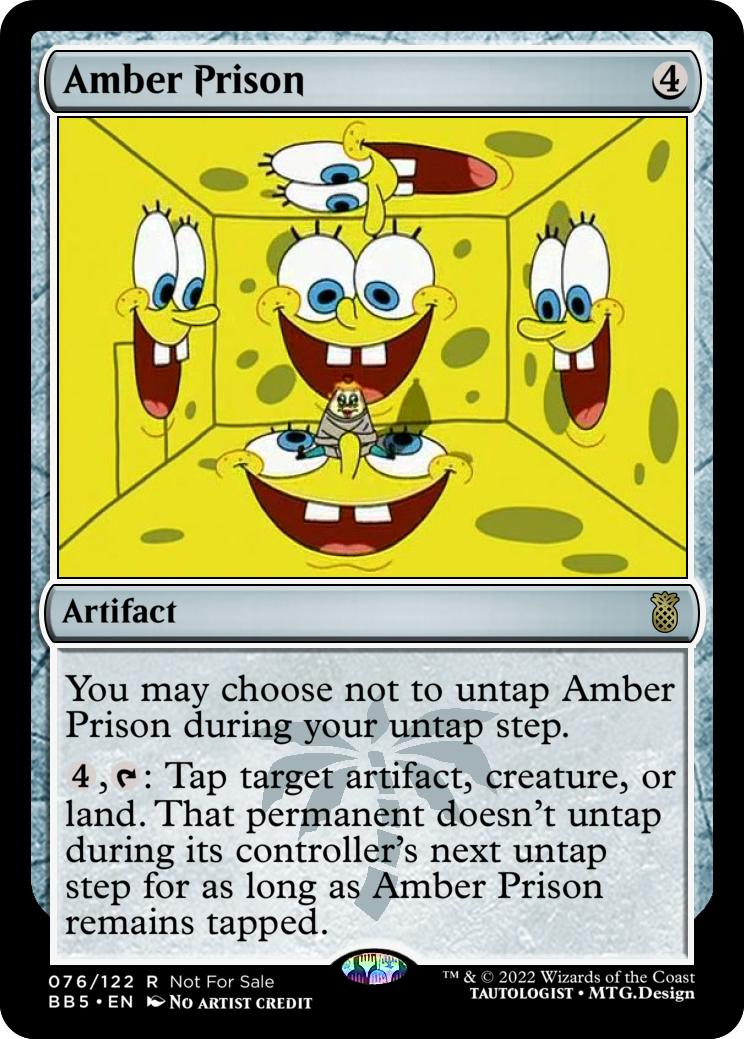 Amber Prison 4
Artifact
You may choose not to untap Amber
Prison during your untap step.
4, : Tap target artifact, creature, or
land. That permanent doesn't untap
during its controller's next untap
step for as long as Amber Prison
remains tapped.
076/122 R Not For Sale
BB5 • EN No artist credit
™ & © 2022 Wizards of the Coast
TAUTOLOGIST • MTG.Design